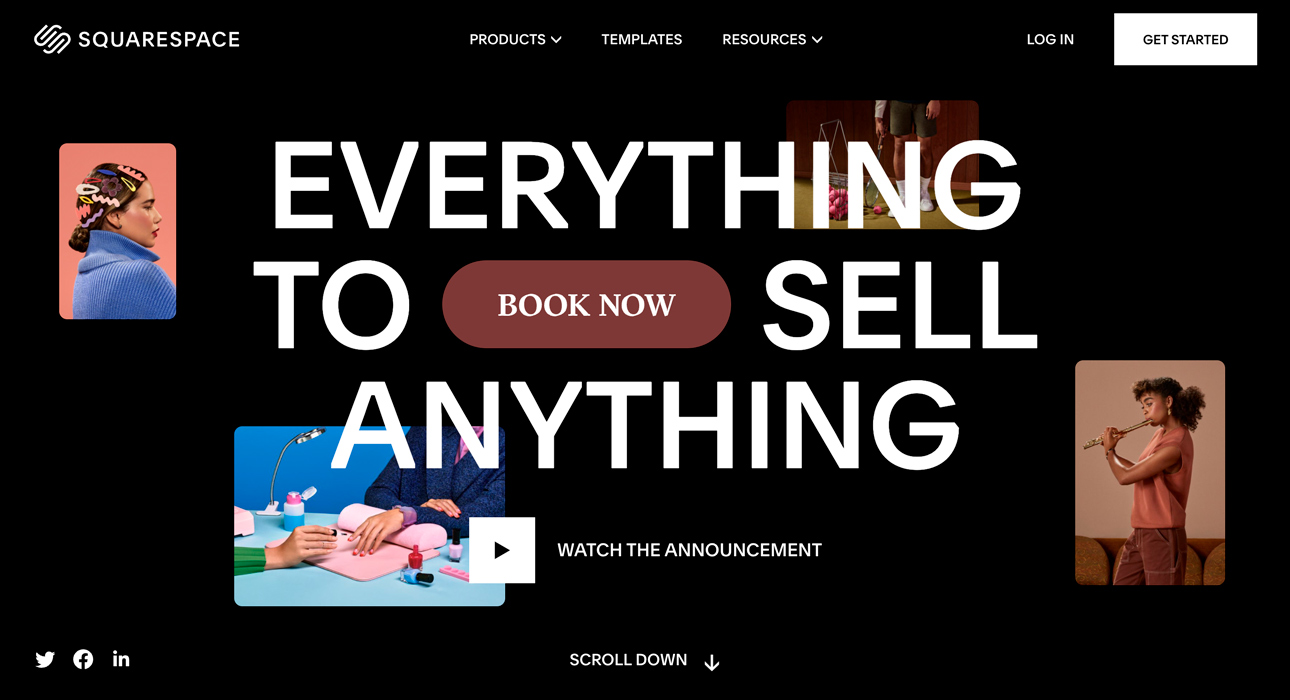 SQUARESPACE
PRODUCTS
TEMPLATES
RESOURCES
LOG IN
GET STARTED
EVERYTHING
TO BOOK NOW SELL
ANYTHING
WATCH THE ANNOUNCEMENT
SCROLL DOWN